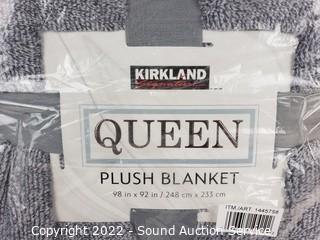 KIRKLAND
Signature
QUEEN
PLUSH BLANKET
98 in x 92 in / 248 cm x 233 cm
ITM./ART. 1445758
Copyright 2022 - Sound Auction Service -